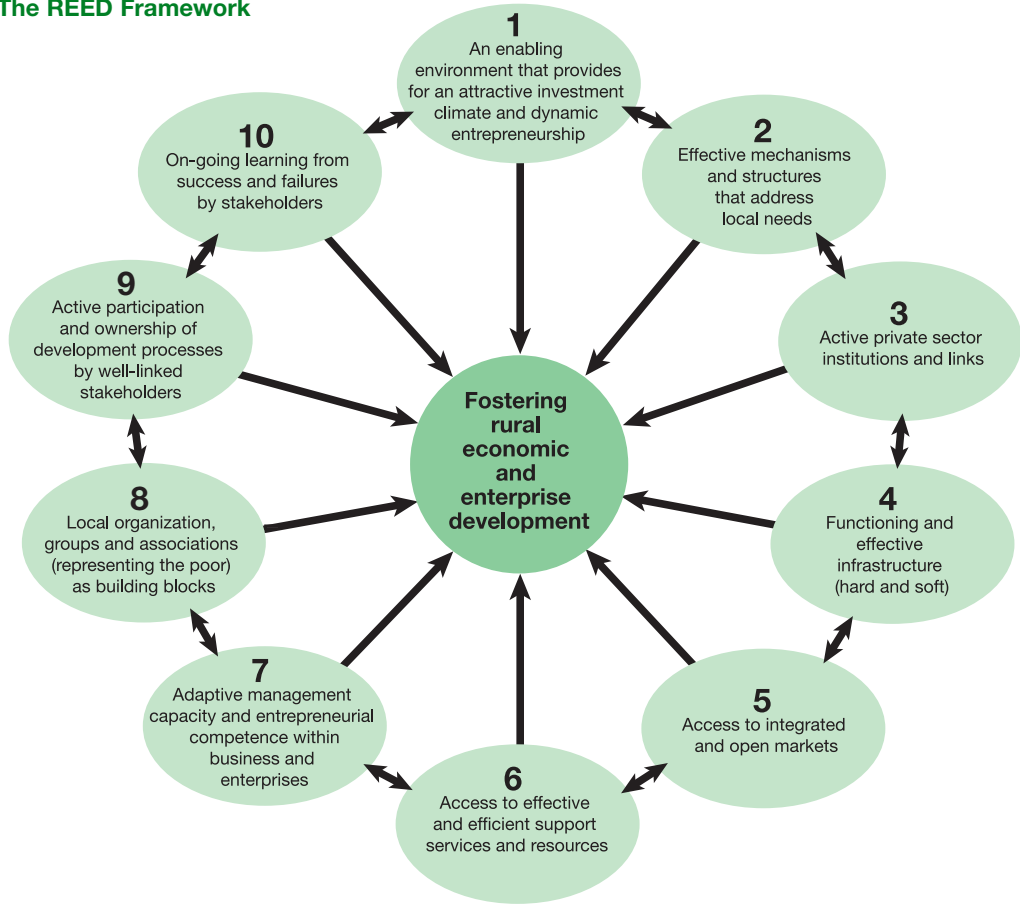 The REED Framework
1
An enabling
environment that provides
for an attractive investment
climate and dynamic
entrepreneurship
2
Effective mechanisms
and structures
that address
local needs
3
Active private sector
institutions and links
4
Functioning and
effective
infrastructure
(hard and soft)
5
Access to integrated
and open markets
6
Access to effective
and efficient support
services and resources
7
Adaptive management
capacity and entrepreneurial
competence within
business and
enterprises
8
Local organization,
groups and associations
(representing the poor)
as building blocks
9
Active participation
and ownership of
development processes
by well-linked
stakeholders
10
On-going learning from
success and failures
by stakeholders
Fostering
rural
economic
and
enterprise
development